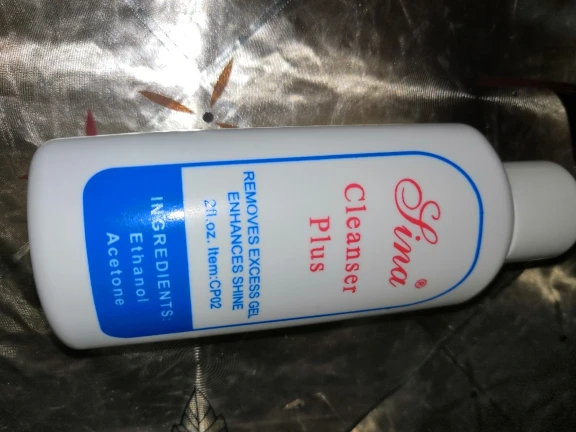 Sina®
Cleanser
Plus
REMOVES EXCESS GEL
ENHANCES SHINE
2fl.oz. Item:CP02
INGREDIENTS:
Ethanol
Acetone